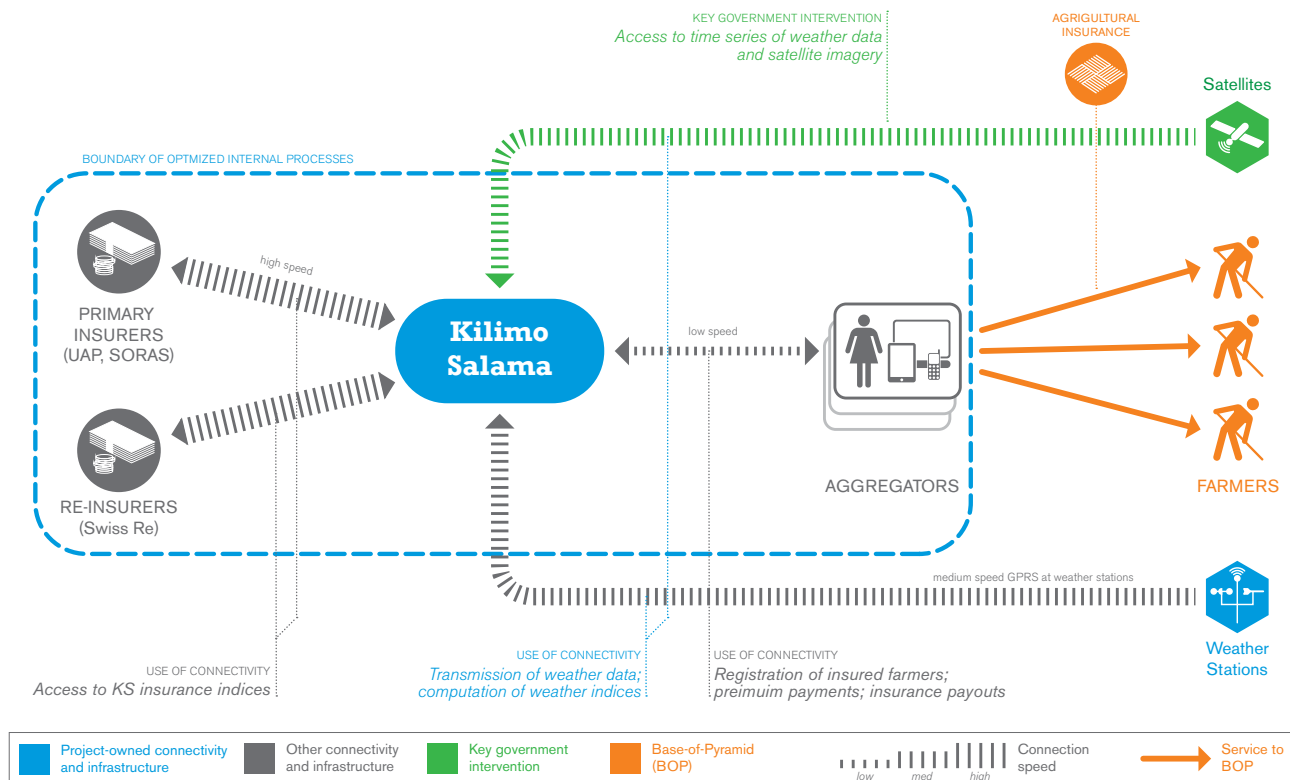 KEY GOVERNMENT INTERVENTION
Access to time series of weather data
and satellite imagery
AGRIGULTURAL
INSURANCE
Satellites
BOUNDARY OF OPTMIZED INTERNAL PROCESSES
high speed
PRIMARY
INSURERS
(UAP, SORAS)
Kilimo
Salama
low speed
RE-INSURERS
(Swiss Re)
AGGREGATORS
FARMERS
medium speed GPRS at weather stations
Weather
Stations
USE OF CONNECTIVITY
Access to KS insurance indices
USE OF CONNECTIVITY
Transmission of weather data;
computation of weather indices
USE OF CONNECTIVITY
Registration of insured farmers;
preimuim payments; insurance payouts
Project-owned connectivity
and infrastructure
Other connectivity
and infrastructure
Key government
intervention
Base-of-Pyramid
(BOP)
low med high
Connection
speed
Service to
BOP